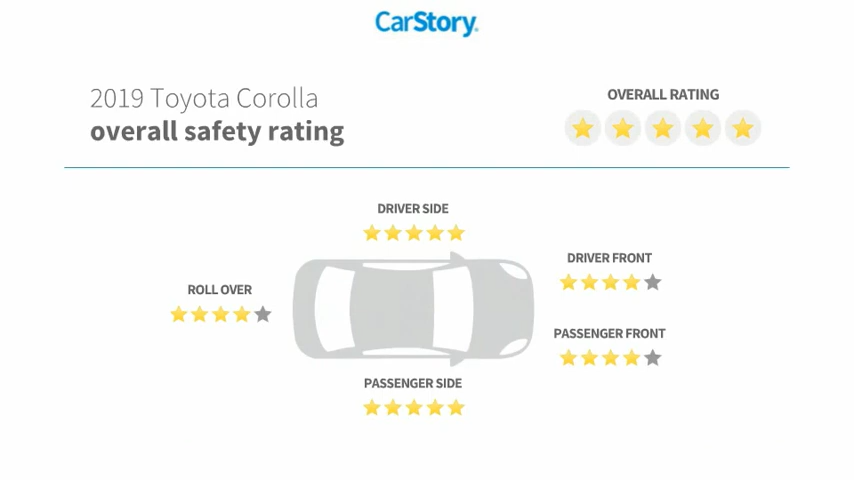 CarStory.
2019 Toyota Corolla
overall safety rating
OVERALL RATING
DRIVER SIDE
DRIVER FRONT
ROLL OVER
PASSENGER FRONT
PASSENGER SIDE